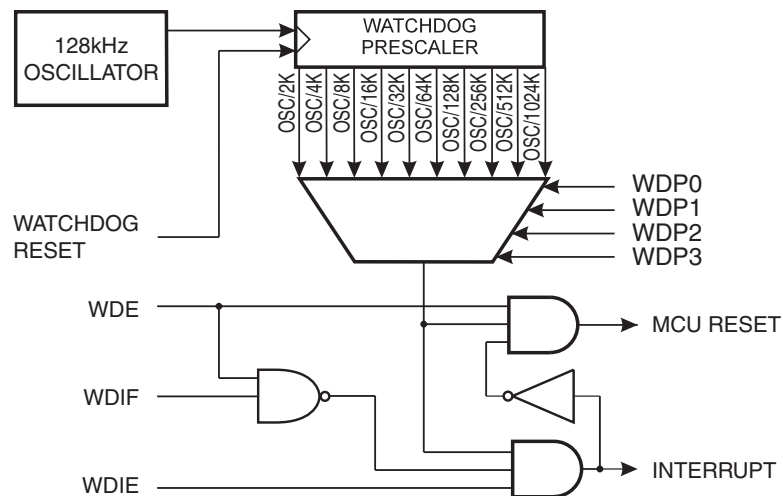 128kHz
OSCILLATOR
WATCHDOG
PRESCALER
OSC/2K
OSC/4K
OSC/8K
OSC/16K
OSC/32K
OSC/64K
OSC/128K
OSC/256K
OSC/512K
OSC/1024K
WATCHDOG
RESET
WDP0
WDP1
WDP2
WDP3
WDE
MCU RESET
WDIF
WDIE
INTERRUPT